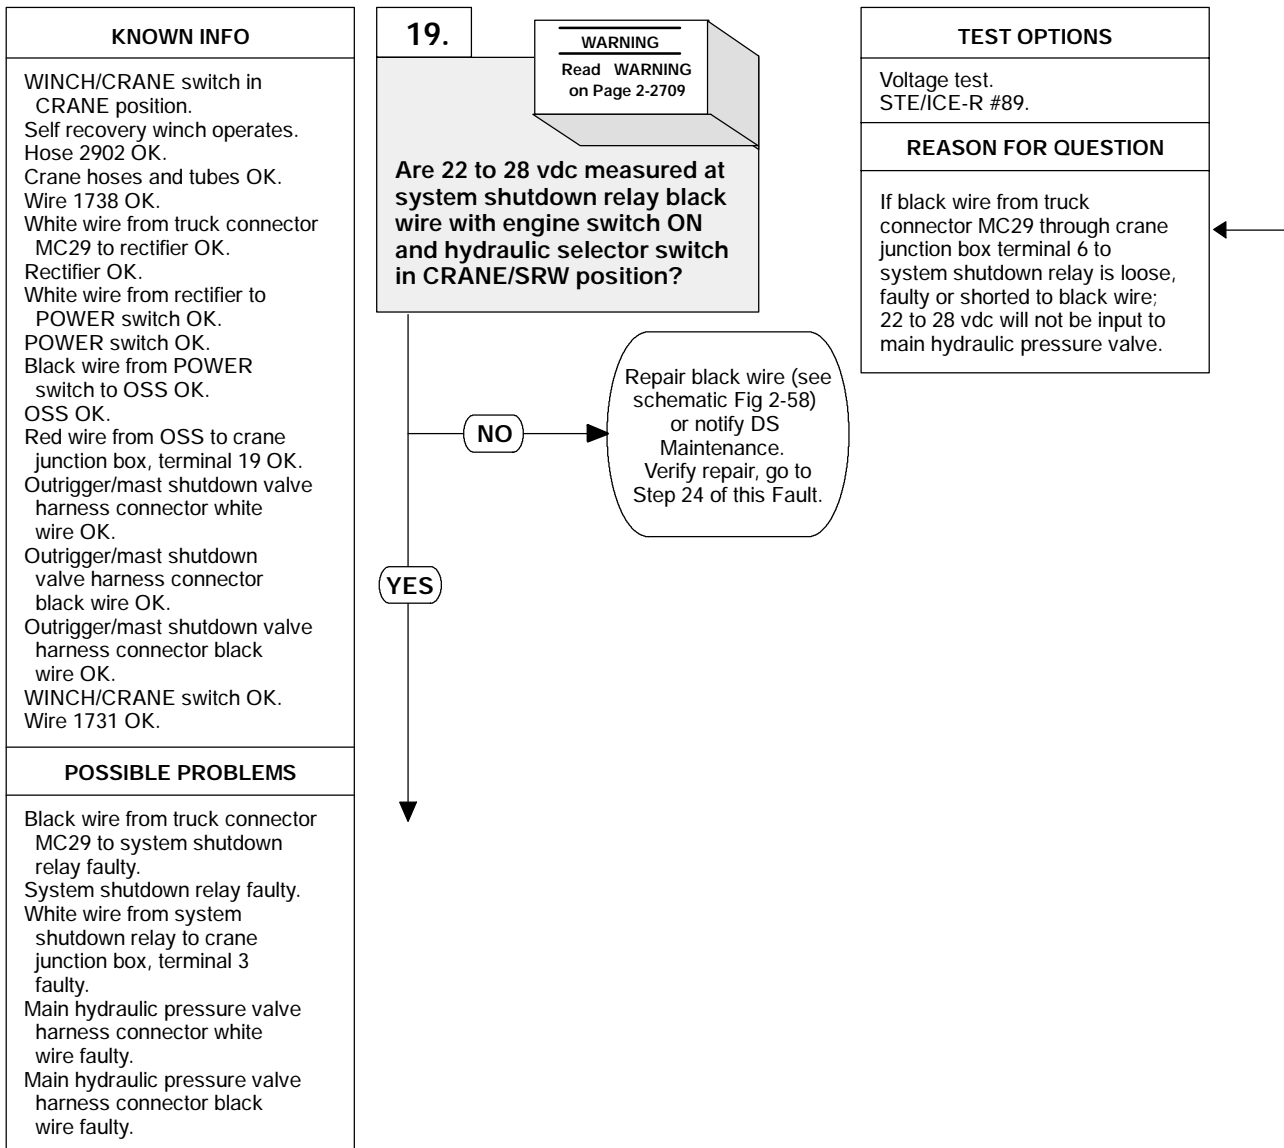 KNOWN INFO
WINCH/CRANE switch in
CRANE position.
Self recovery winch operates.
Hose 2902 OK.
Crane hoses and tubes OK.
Wire 1738 OK.
White wire from truck connector
MC29 to rectifier OK.
Rectifier OK.
White wire from rectifier to
POWER switch OK.
POWER switch OK.
Black wire from POWER
switch to OSS OK.
OSS OK.
Red wire from OSS to crane
junction box, terminal 19 OK.
Outrigger/mast shutdown valve
harness connector white
wire OK.
Outrigger/mast shutdown
valve harness connector
black wire OK.
Outrigger/mast shutdown valve
harness connector black
wire OK.
WINCH/CRANE switch OK.
Wire 1731 OK.
POSSIBLE PROBLEMS
Black wire from truck connector
MC29 to system shutdown
relay faulty.
System shutdown relay faulty.
White wire from system
shutdown relay to crane
junction box, terminal 3
faulty.
Main hydraulic pressure valve
harness connector white
wire faulty.
Main hydraulic pressure valve
harness connector black
wire faulty.
19.
WARNING
Read WARNING
on Page 2-2709
Are 22 to 28 vdc measured at
system shutdown relay black
wire with engine switch ON
and hydraulic selector switch
in CRANE/SRW position?
NO
Repair black wire (see
schematic Fig 2-58)
or notify DS
Maintenance.
Verify repair, go to
Step 24 of this Fault.
YES
TEST OPTIONS
Voltage test.
STE/ICE-R #89.
REASON FOR QUESTION
If black wire from truck
connector MC29 through crane
junction box terminal 6 to
system shutdown relay is loose,
faulty or shorted to black wire;
22 to 28 vdc will not be input to
main hydraulic pressure valve.